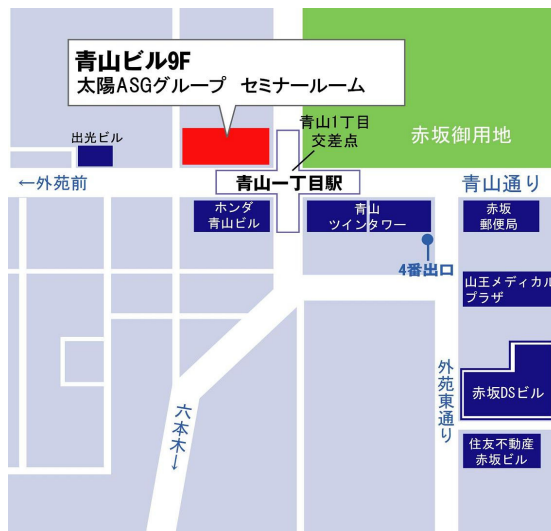 青山ビル9F
太陽ASGグループ セミナールーム
出光ビル
青山1丁目
交差点
赤坂御用地
←外苑前
青山一丁目駅
青山通り
ホンダ
青山ビル
青山
ツインタワー
赤坂
郵便局
4番出口
山王メディカル
プラザ
外苑東通り
赤坂DSビル
六本木↓
住友不動産
赤坂ビル